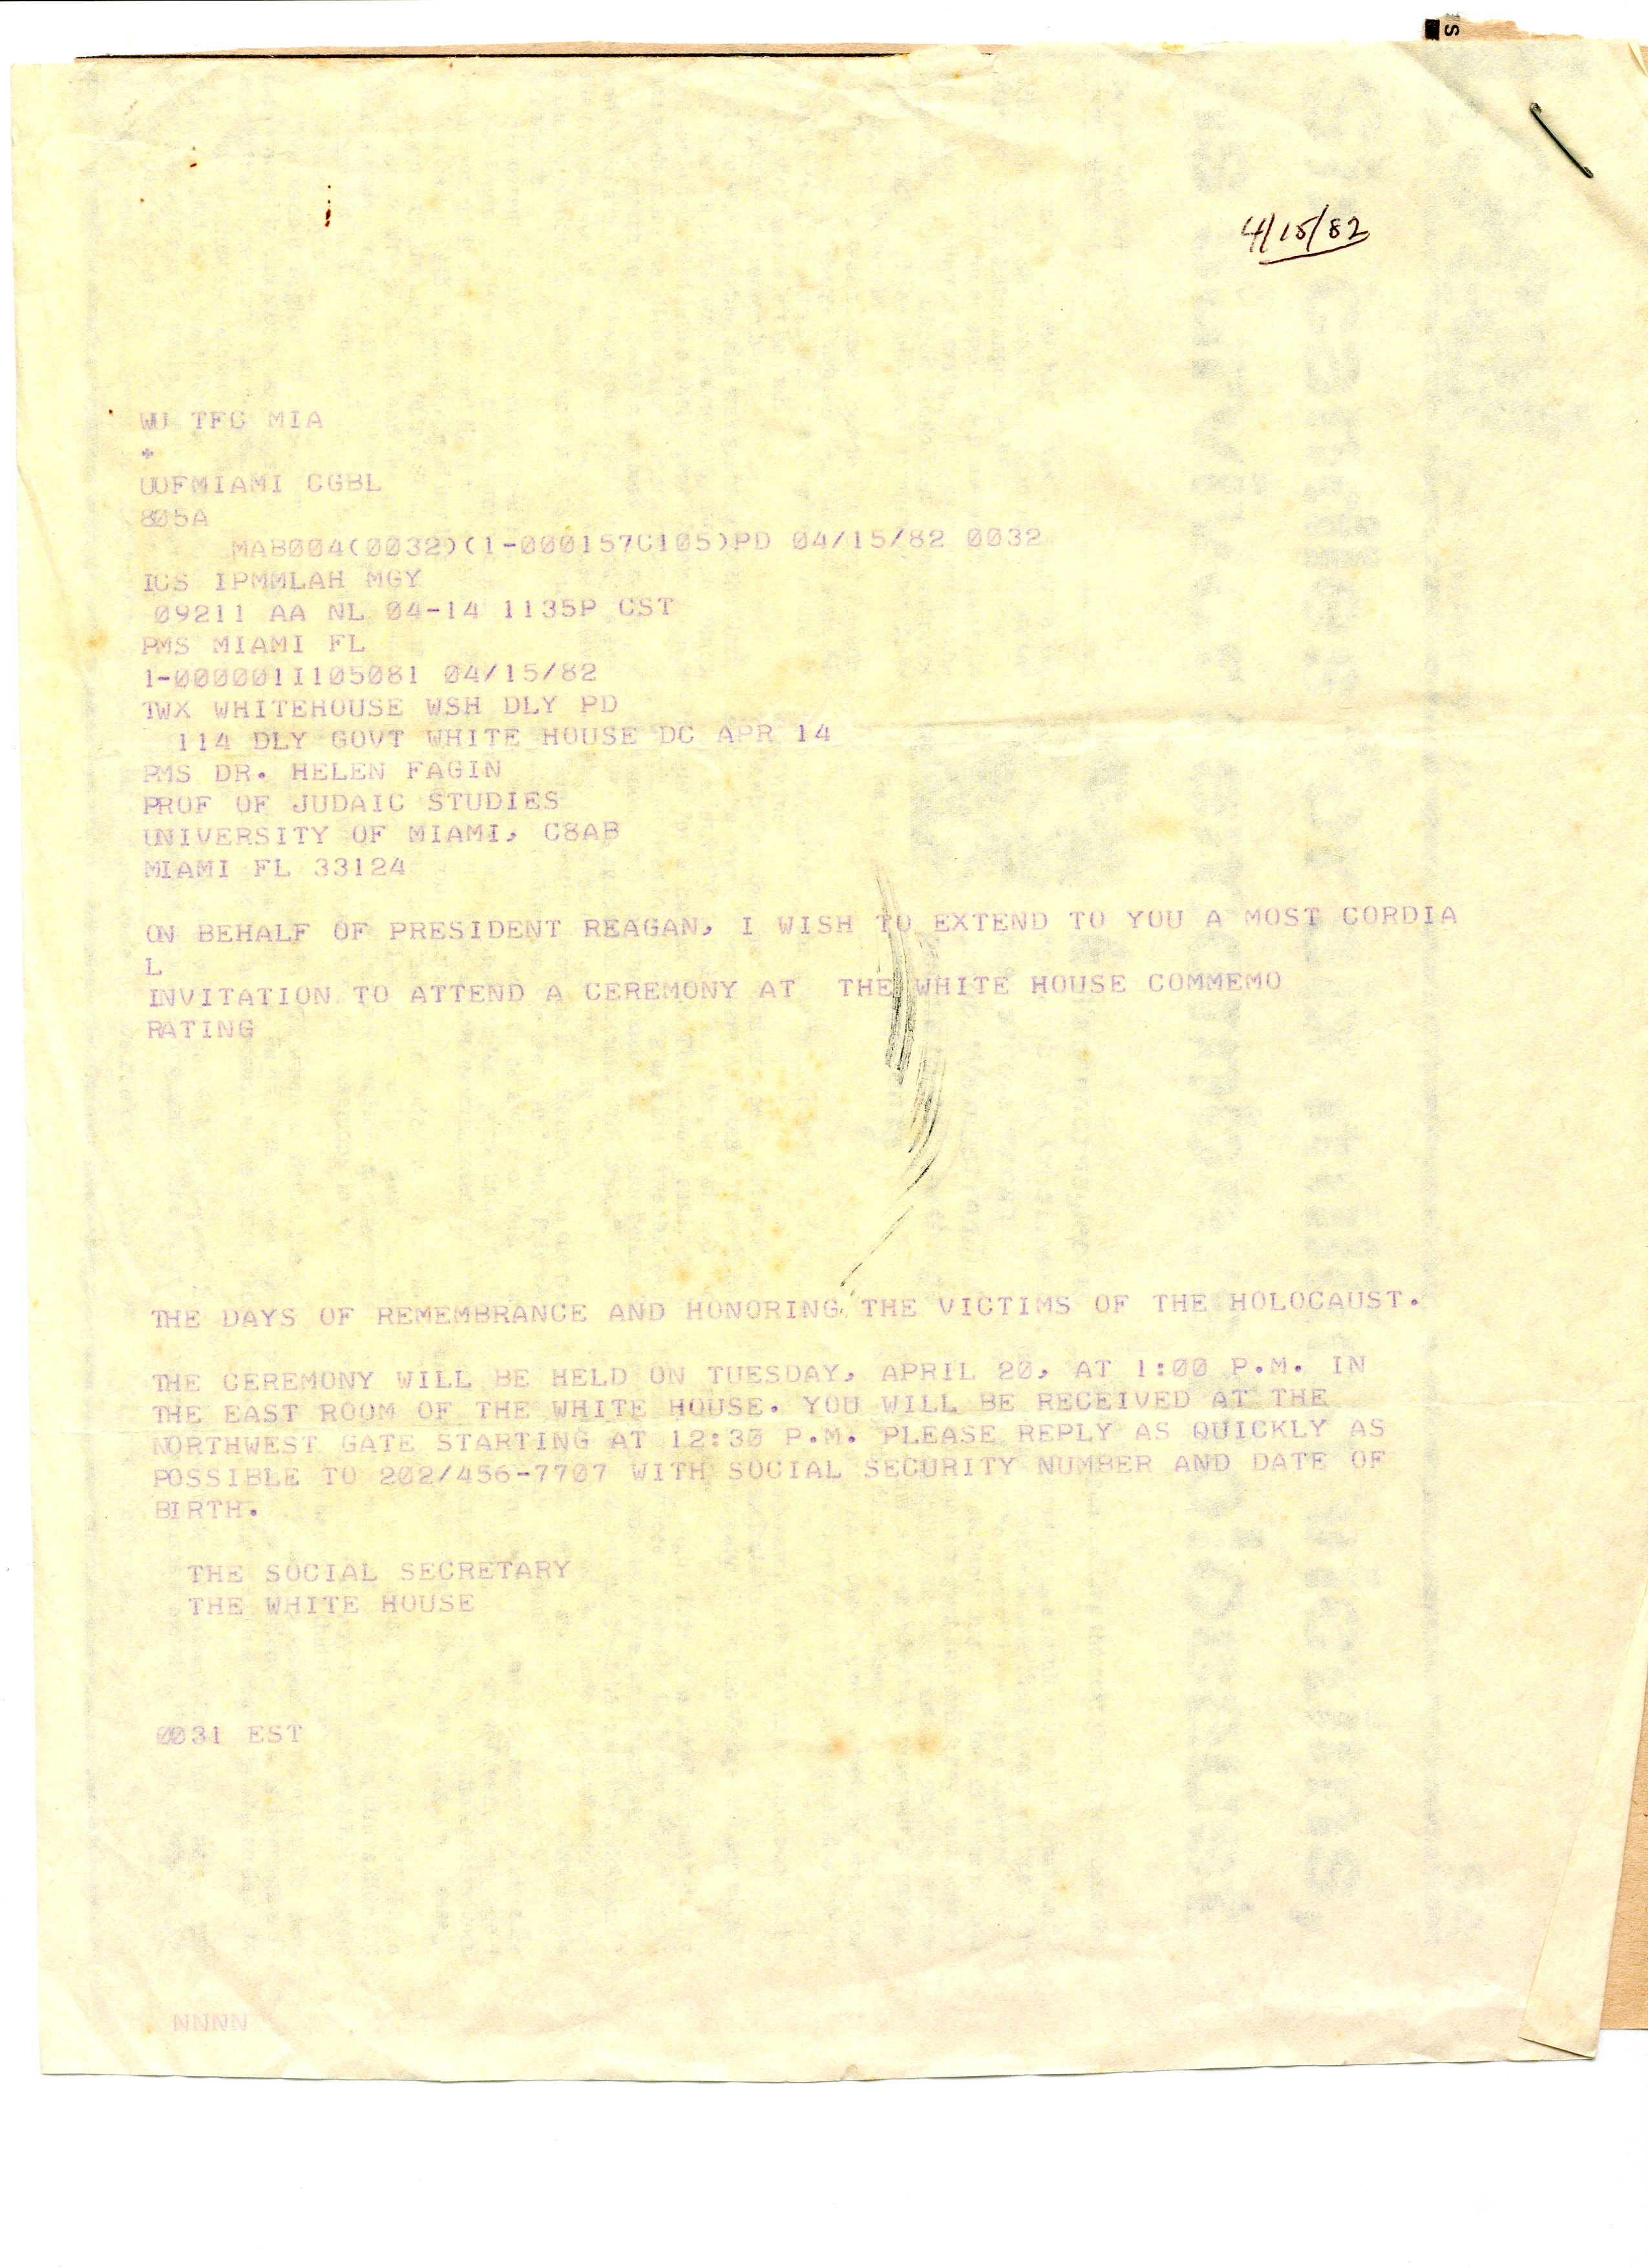 4/15/82
WU TFC MIA
+
UOFMIAMI CGBL
805A
MAB004(0032)(1-000157C105)PD 04/15/82 0032
ICS IPMMLAH MGY
09211 AA NL 04-14 1135P CST
PMS MIAMI FL
1-000001I105081 04/15/82
TWX WHITEHOUSE WSH DLY PD
114 DLY GOVT WHITE HOUSE DC APR 14
PMS DR. HELEN FAGIN
PROF OF JUDAIC STUDIES
UNIVERSITY OF MIAMI, C8AB
MIAMI FL 33124
ON BEHALF OF PRESIDENT REAGAN, I WISH TO EXTEND TO YOU A MOST CORDIA
L
INVITATION TO ATTEND A CEREMONY AT THE WHITE HOUSE COMMEMO
RATING
THE DAYS OF REMEMBRANCE AND HONORING THE VICTIMS OF THE HOLOCAUST.
THE CEREMONY WILL BE HELD ON TUESDAY, APRIL 20, AT 1:00 P.M. IN
THE EAST ROOM OF THE WHITE HOUSE. YOU WILL BE RECEIVED AT THE
NORTHWEST GATE STARTING AT 12:30 P.M. PLEASE REPLY AS QUICKLY AS
POSSIBLE TO 202/456-7707 WITH SOCIAL SECURITY NUMBER AND DATE OF
BIRTH.
THE SOCIAL SECRETARY
THE WHITE HOUSE
0031 EST
NNNN